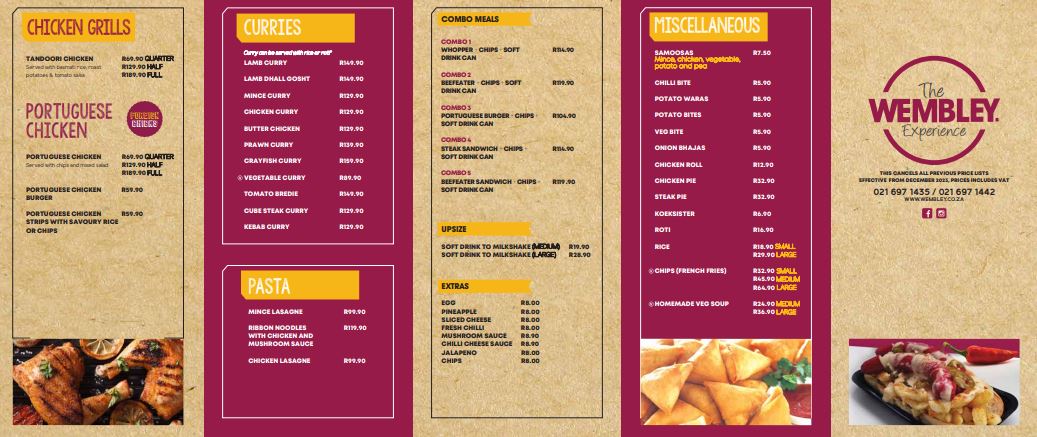 CHICKEN GRILLS
TANDOORI CHICKEN R69.90 QUARTER
Served with basmati rice, roast R129.90 HALF
potatoes & tomato salsa R189.90 FULL
PORTUGUESE
CHICKEN
FOREIGN
CHICKS
PORTUGUESE CHICKEN R69.90 QUARTER
Served with chips and mixed salad R129.90 HALF
R189.90 FULL
PORTUGUESE CHICKEN R59.90
BURGER
PORTUGUESE CHICKEN R59.90
STRIPS WITH SAVOURY RICE
OR CHIPS
CURRIES
Curry can be served with rice or roti*
LAMB CURRY R149.90
LAMB DHALL GOSHT R149.90
MINCE CURRY R129.90
CHICKEN CURRY R129.90
BUTTER CHICKEN R129.90
PRAWN CURRY R139.90
CRAYFISH CURRY R159.90
VEGETABLE CURRY R89.90
TOMATO BREDIE R149.90
CUBE STEAK CURRY R129.90
KEBAB CURRY R129.90
PASTA
MINCE LASAGNE R99.90
RIBBON NOODLES R119.90
WITH CHICKEN AND
MUSHROOM SAUCE
CHICKEN LASAGNE R99.90
COMBO MEALS
COMBO 1
WHOPPER · CHIPS · SOFT R114.90
DRINK CAN
COMBO 2
BEEFEATER · CHIPS · SOFT R119.90
DRINK CAN
COMBO 3
PORTUGUESE BURGER · CHIPS · R104.90
SOFT DRINK CAN
COMBO 4
STEAK SANDWICH · CHIPS · R114.90
SOFT DRINK CAN
COMBO 5
BEEFEATER SANDWICH · CHIPS · R119.90
SOFT DRINK CAN
UPSIZE
SOFT DRINK TO MILKSHAKE (MEDIUM) R19.90
SOFT DRINK TO MILKSHAKE (LARGE) R28.90
EXTRAS
EGG R8.00
PINEAPPLE R8.00
SLICED CHEESE R8.00
FRESH CHILLI R8.00
MUSHROOM SAUCE R8.90
CHILLI CHEESE SAUCE R8.90
JALAPENO R8.00
CHIPS R8.00
MISCELLANEOUS
SAMOOSAS R7.50
Mince, chicken, vegetable,
potato and pea
CHILLI BITE R5.90
POTATO WARAS R5.90
POTATO BITES R5.90
VEG BITE R5.90
ONION BHAJAS R5.90
CHICKEN ROLL R12.90
CHICKEN PIE R32.90
STEAK PIE R32.90
KOEKSISTER R6.90
ROTI R16.90
RICE R18.90 SMALL
R29.90 LARGE
CHIPS (FRENCH FRIES) R32.90 SMALL
R45.90 MEDIUM
R64.90 LARGE
HOMEMADE VEG SOUP R24.90 MEDIUM
R36.90 LARGE
The
WEMBLEY.
Experience
THIS CANCELS ALL PREVIOUS PRICE LISTS
EFFECTIVE FROM DECEMBER 2023, PRICES INCLUDES VAT
021 697 1435 / 021 697 1442
WWW.WEMBLEY.CO.ZA